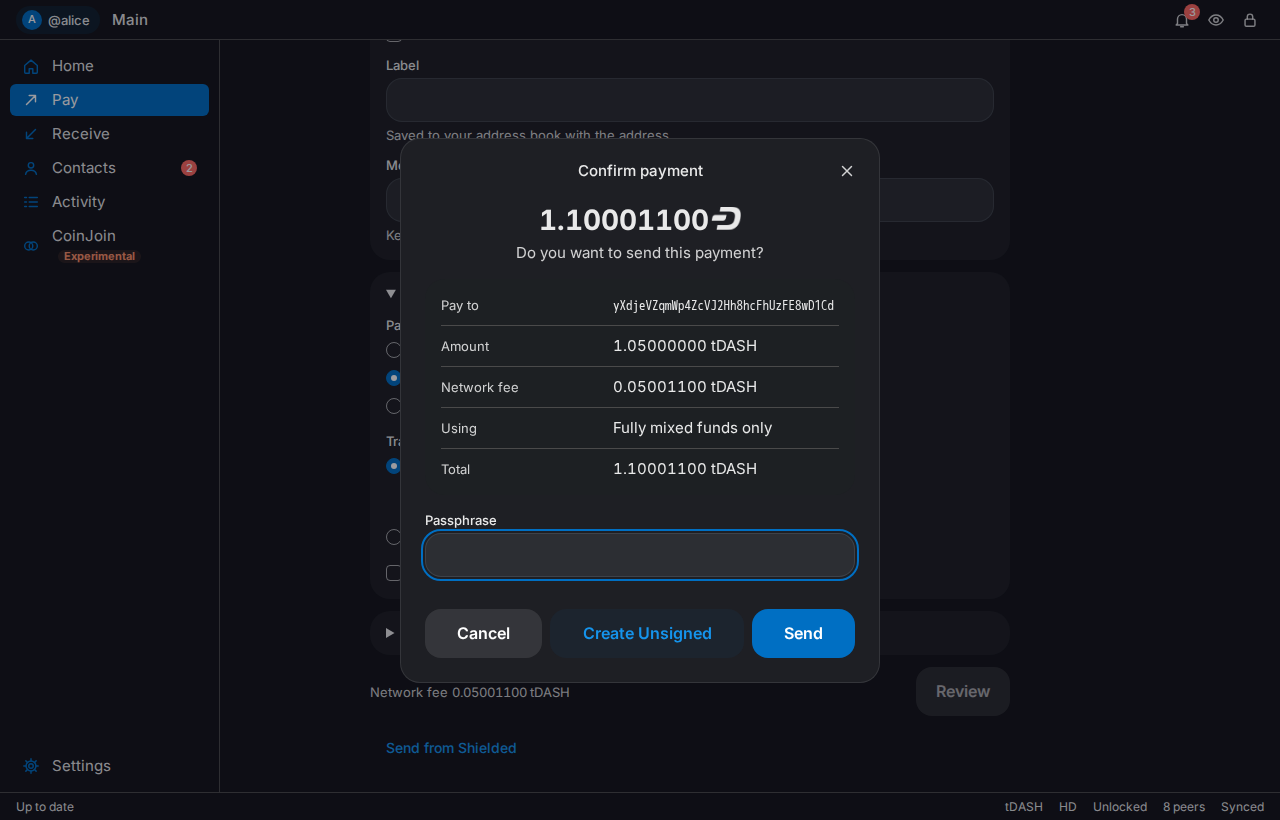 A @alice Main 3
Home
Pay
Receive
Contacts 2
Activity
CoinJoin
Experimental
Settings
Label
Saved to your address book with the address
Confirm payment
1.10001100
Do you want to send this payment?
Pay to yXdjeVZqmWp4ZcVJ2Hh8hcFhUzFE8wD1Cd
Amount 1.05000000 tDASH
Network fee 0.05001100 tDASH
Using Fully mixed funds only
Total 1.10001100 tDASH
Passphrase
Cancel Create Unsigned Send
Network fee 0.05001100 tDASH Review
Send from Shielded
Up to date tDASH HD Unlocked 8 peers Synced